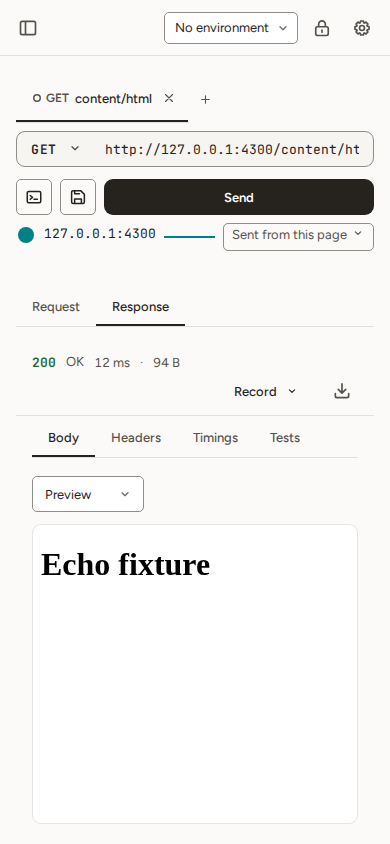 No environment
GET content/html
GET http://127.0.0.1:4300/content/ht
Send
127.0.0.1:4300 Sent from this page
Request Response
200 OK 12 ms · 94 B
Record
Body Headers Timings Tests
Preview
Echo fixture